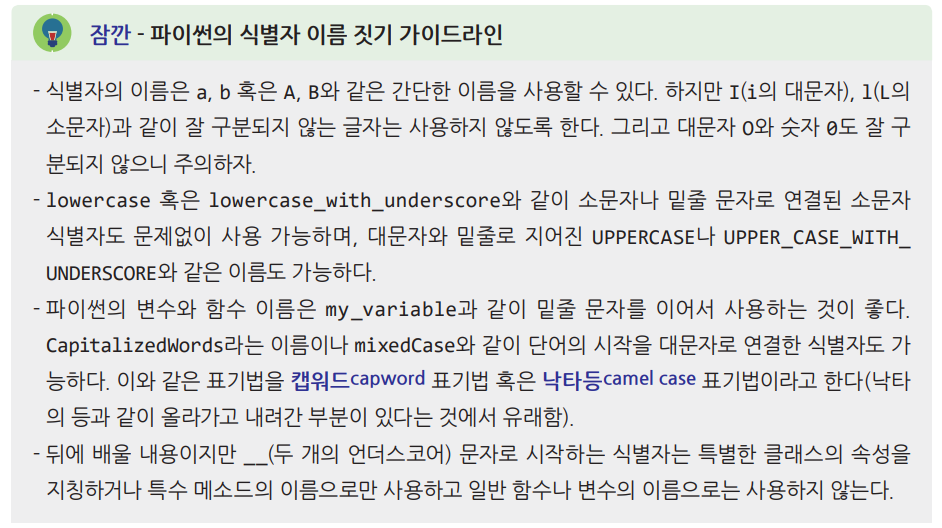 잠깐 - 파이썬의 식별자 이름 짓기 가이드라인
- 식별자의 이름은 a, b 혹은 A, B와 같은 간단한 이름을 사용할 수 있다. 하지만 I(i의 대문자), l(L의
소문자)과 같이 잘 구분되지 않는 글자는 사용하지 않도록 한다. 그리고 대문자 O와 숫자 0도 잘 구
분되지 않으니 주의하자.
- lowercase 혹은 lowercase_with_underscore와 같이 소문자나 밑줄 문자로 연결된 소문자
식별자도 문제없이 사용 가능하며, 대문자와 밑줄로 지어진 UPPERCASE나 UPPER_CASE_WITH_
UNDERSCORE와 같은 이름도 가능하다.
- 파이썬의 변수와 함수 이름은 my_variable과 같이 밑줄 문자를 이어서 사용하는 것이 좋다.
CapitalizedWords라는 이름이나 mixedCase와 같이 단어의 시작을 대문자로 연결한 식별자도 가
능하다. 이와 같은 표기법을 캡워드capword 표기법 혹은 낙타등camel case 표기법이라고 한다(낙타
의 등과 같이 올라가고 내려간 부분이 있다는 것에서 유래함).
- 뒤에 배울 내용이지만 __(두 개의 언더스코어) 문자로 시작하는 식별자는 특별한 클래스의 속성을
지칭하거나 특수 메소드의 이름으로만 사용하고 일반 함수나 변수의 이름으로는 사용하지 않는다.